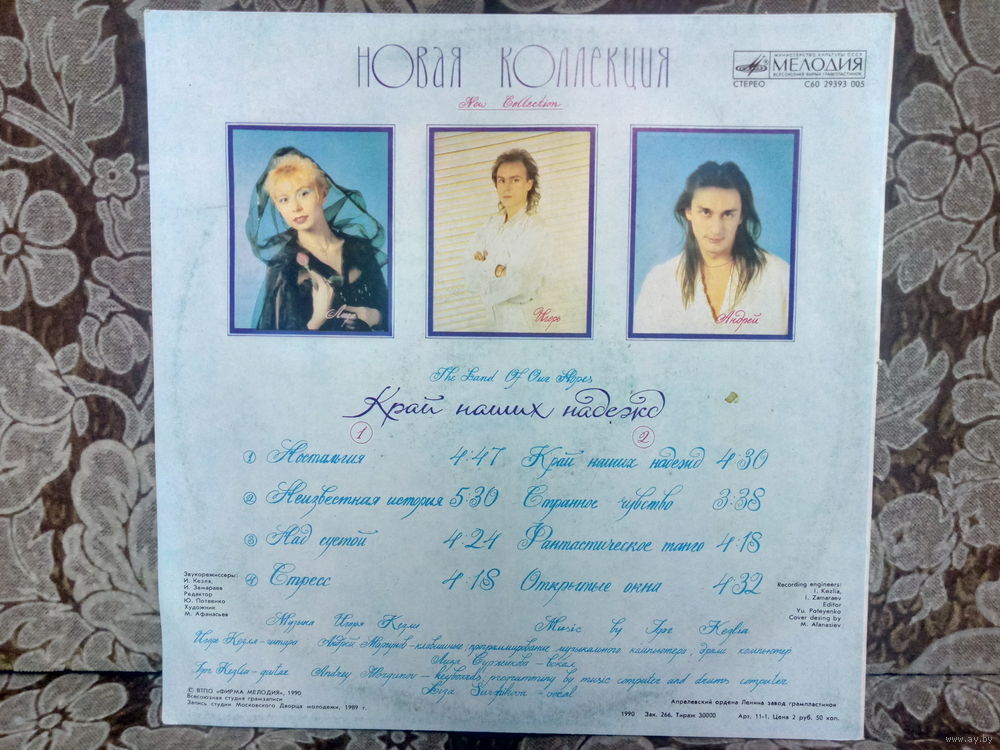 НОВАЯ КОЛЛЕКЦИЯ
New Collection
МИНИСТЕРСТВО КУЛЬТУРЫ СССР
МЕЛОДИЯ
ВСЕСОЮЗНАЯ ФИРМА ГРАМПЛАСТИНОК
СТЕРЕО С60 29393 005
Игорь
Андрей
The Land Of Our Hopes
Край наших надежд
1
2
1 Ностальгия 4:47
2 Неизвестная история 5:30
3 Над суетой 4:24
4 Стресс 4:18
Край наших надежд 4:30
Странное чувство 3:38
Фантастическое танго 4:18
Открытые окна 4:32
Звукорежиссеры:
И. Кезля,
И. Замараев
Редактор
Ю. Потеенко
Художник
М. Афанасьев
Recording engineers:
I. Kezlia,
I. Zamaraev
Editor
Yu. Poteyenko
Cover desing by
M. Afanasiev
Музыка Игоря Кезли
Music by Igor Kezlia
Игорь Кезля-гитара Андрей Моргунов-клавишные, программирование музыкального компьютера, драм компьютер
Лиза Суржикова-вокал
Igor Kezlia-guitar Andrey Morgunov-keyboards, programming by music computer and drums computer
Liza Surzhikova-vocal
© ВТПО «ФИРМА МЕЛОДИЯ», 1990
Всесоюзная студия грамзаписи
Запись студии Московского Дворца молодежи, 1989 г.
Апрелевский ордена Ленина завод грампластинок
1990 Зак. 266. Тираж 30000 Арт. 11-1. Цена 2 руб. 50 коп.
www.ay.by